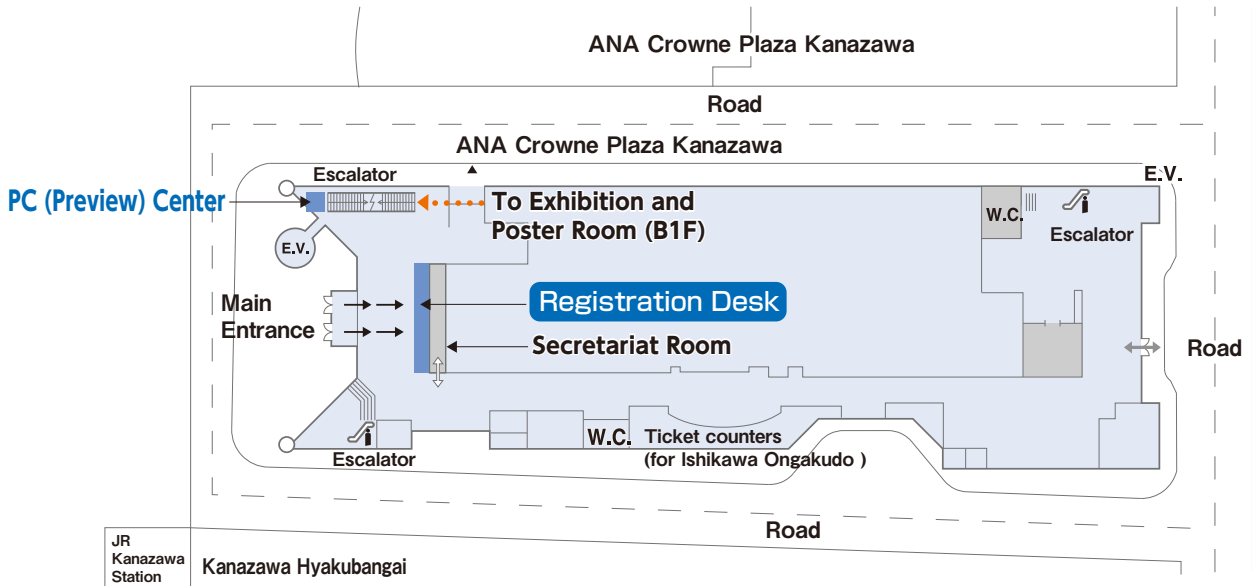 ANA Crowne Plaza Kanazawa
Road
ANA Crowne Plaza Kanazawa
Escalator
E.V.
PC (Preview) Center
To Exhibition and
Poster Room (B1F)
W.C.
Escalator
E.V.
Main
Entrance
Registration Desk
Secretariat Room
Road
W.C.
Ticket counters
(for Ishikawa Ongakudo )
Escalator
Road
JR
Kanazawa
Station
Kanazawa Hyakubangai